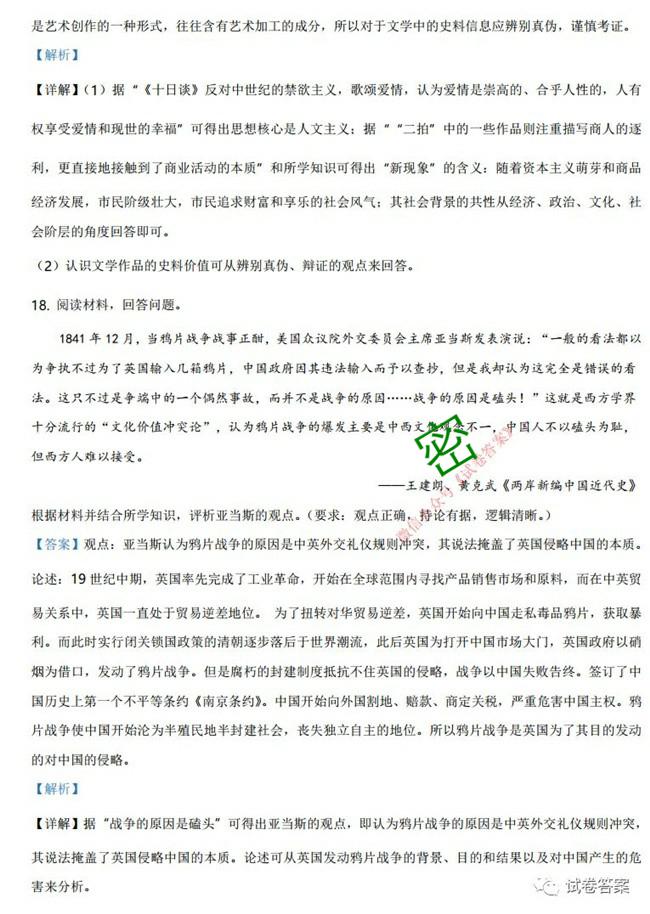 是艺术创作的一种形式，往往含有艺术加工的成分，所以对于文学中的史料信息应辨别真伪，谨慎考证。
【解析】
【详解】（1）据“《十日谈》反对中世纪的禁欲主义，歌颂爱情，认为爱情是崇高的、合乎人性的，人有
权享受爱情和现世的幸福”可得出思想核心是人文主义；据““二拍”中的一些作品则注重描写商人的逐
利，更直接地接触到了商业活动的本质”和所学知识可得出“新现象”的含义：随着资本主义萌芽和商品
经济发展，市民阶级壮大，市民追求财富和享乐的社会风气；其社会背景的共性从经济、政治、文化、社
会阶层的角度回答即可。
（2）认识文学作品的史料价值可从辨别真伪、辩证的观点来回答。
18. 阅读材料，回答问题。
1841 年 12 月，当鸦片战争战事正酣，美国众议院外交委员会主席亚当斯发表演说：“一般的看法都以
为争执不过为了英国输入几箱鸦片，中国政府因其违法输入而予以查抄，但是我却认为这完全是错误的看
法。这只不过是争端中的一个偶然事故，而并不是战争的原因……战争的原因是磕头！”这就是西方学界
十分流行的“文化价值冲突论”，认为鸦片战争的爆发主要是中西文化观念不一，中国人不以磕头为耻，
但西方人难以接受。
密
微信公众号《试卷答案》
——王建朗、黄克武《两岸新编中国近代史》
根据材料并结合所学知识，评析亚当斯的观点。（要求：观点正确，持论有据，逻辑清晰。）
【答案】观点：亚当斯认为鸦片战争的原因是中英外交礼仪规则冲突，其说法掩盖了英国侵略中国的本质。
论述：19 世纪中期，英国率先完成了工业革命，开始在全球范围内寻找产品销售市场和原料，而在中英贸
易关系中，英国一直处于贸易逆差地位。 为了扭转对华贸易逆差，英国开始向中国走私毒品鸦片，获取暴
利。而此时实行闭关锁国政策的清朝逐步落后于世界潮流，此后英国为打开中国市场大门，英国政府以硝
烟为借口，发动了鸦片战争。但是腐朽的封建制度抵抗不住英国的侵略，战争以中国失败告终。签订了中
国历史上第一个不平等条约《南京条约》。中国开始向外国割地、赔款、商定关税，严重危害中国主权。鸦
片战争使中国开始沦为半殖民地半封建社会，丧失独立自主的地位。所以鸦片战争是英国为了其目的发动
的对中国的侵略。
【解析】
【详解】据“战争的原因是磕头”可得出亚当斯的观点，即认为鸦片战争的原因是中英外交礼仪规则冲突，
其说法掩盖了英国侵略中国的本质。论述可从英国发动鸦片战争的背景、目的和结果以及对中国产生的危
害来分析。
试卷答案